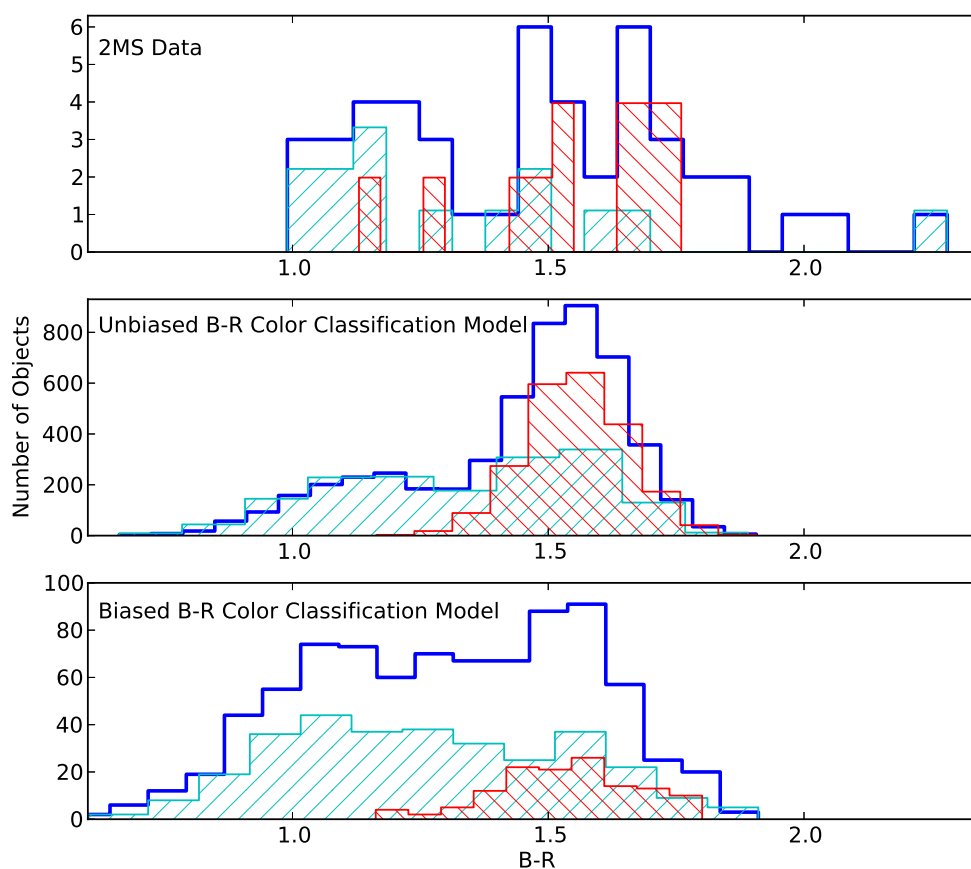 6
2MS Data
5
4
3
2
1
0
1.0 1.5 2.0
Number of Objects
800
Unbiased B-R Color Classification Model
600
400
200
0
1.0 1.5 2.0
100
Biased B-R Color Classification Model
80
60
40
20
0
1.0 1.5 2.0
B-R